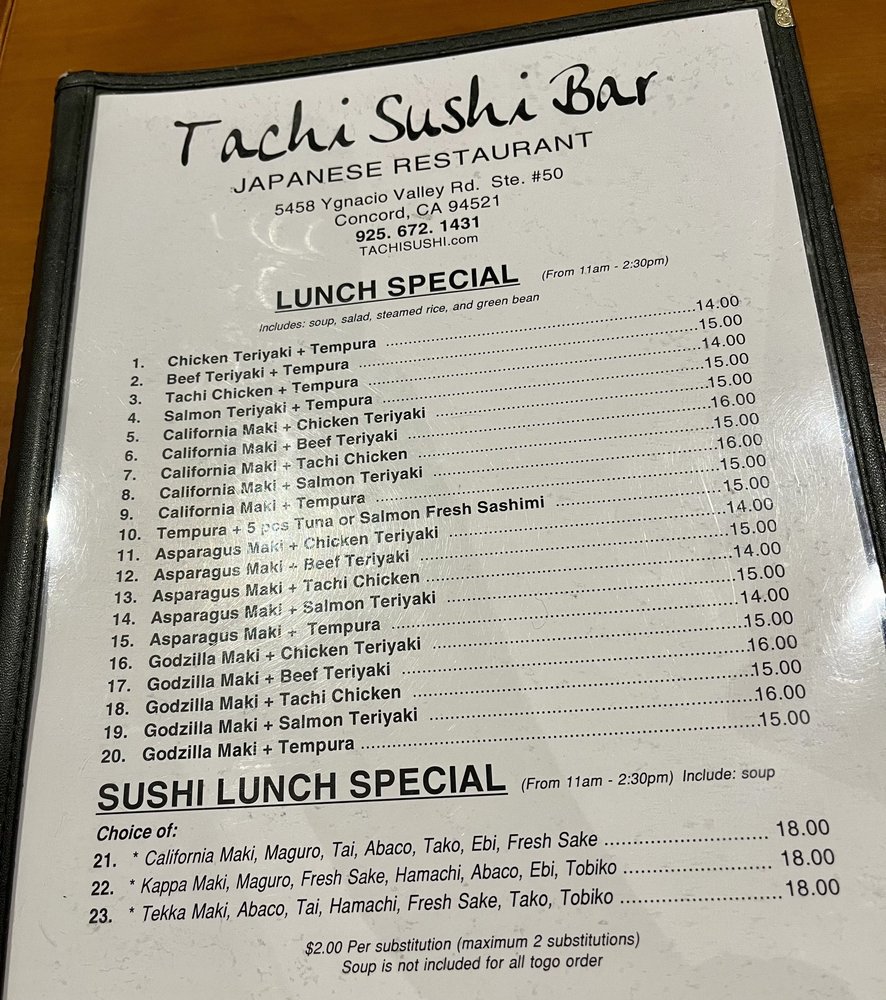 Tachi Sushi Bar
JAPANESE RESTAURANT
5458 Ygnacio Valley Rd. Ste. #50
Concord, CA 94521
925. 672. 1431
TACHISUSHI.com
LUNCH SPECIAL (From 11am - 2:30pm)
Includes: soup, salad, steamed rice, and green bean
1. Chicken Teriyaki + Tempura 14.00
2. Beef Teriyaki + Tempura 15.00
3. Tachi Chicken + Tempura 14.00
4. Salmon Teriyaki + Tempura 15.00
5. California Maki + Chicken Teriyaki 15.00
6. California Maki + Beef Teriyaki 16.00
7. California Maki + Tachi Chicken 15.00
8. California Maki + Salmon Teriyaki 16.00
9. California Maki + Tempura 15.00
10. Tempura + 5 pcs Tuna or Salmon Fresh Sashimi 15.00
11. Asparagus Maki + Chicken Teriyaki 14.00
12. Asparagus Maki + Beef Teriyaki 15.00
13. Asparagus Maki + Tachi Chicken 14.00
14. Asparagus Maki + Salmon Teriyaki 15.00
15. Asparagus Maki + Tempura 14.00
16. Godzilla Maki + Chicken Teriyaki 15.00
17. Godzilla Maki + Beef Teriyaki 16.00
18. Godzilla Maki + Tachi Chicken 15.00
19. Godzilla Maki + Salmon Teriyaki 16.00
20. Godzilla Maki + Tempura 15.00
SUSHI LUNCH SPECIAL (From 11am - 2:30pm) Include: soup
Choice of:
21. * California Maki, Maguro, Tai, Abaco, Tako, Ebi, Fresh Sake 18.00
22. * Kappa Maki, Maguro, Fresh Sake, Hamachi, Abaco, Ebi, Tobiko 18.00
23. * Tekka Maki, Abaco, Tai, Hamachi, Fresh Sake, Tako, Tobiko 18.00
$2.00 Per substitution (maximum 2 substitutions)
Soup is not included for all togo order